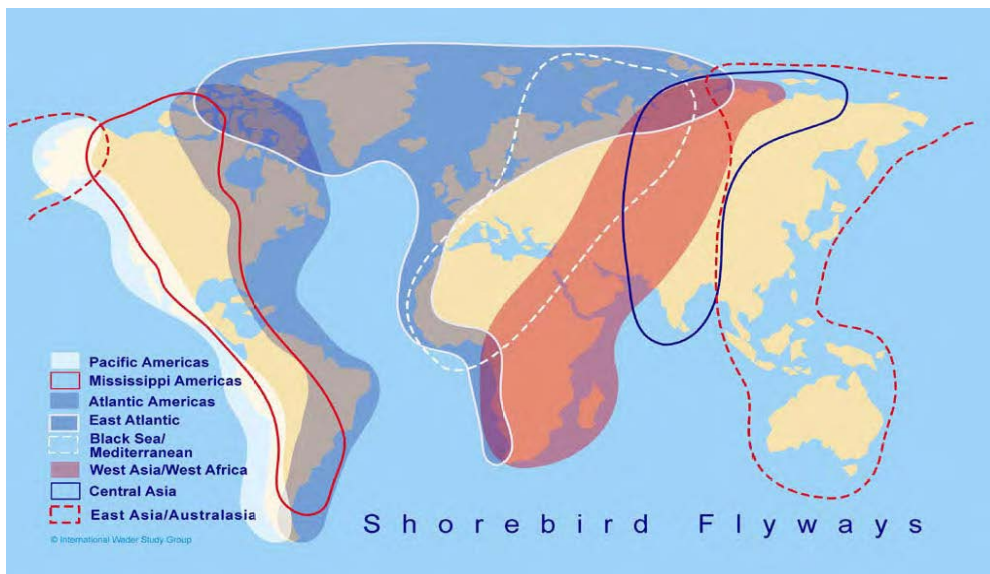 Pacific Americas
Mississippi Americas
Atlantic Americas
East Atlantic
Black Sea/
Mediterranean
West Asia/West Africa
Central Asia
East Asia/Australasia
© International Wader Study Group
Shorebird Flyways